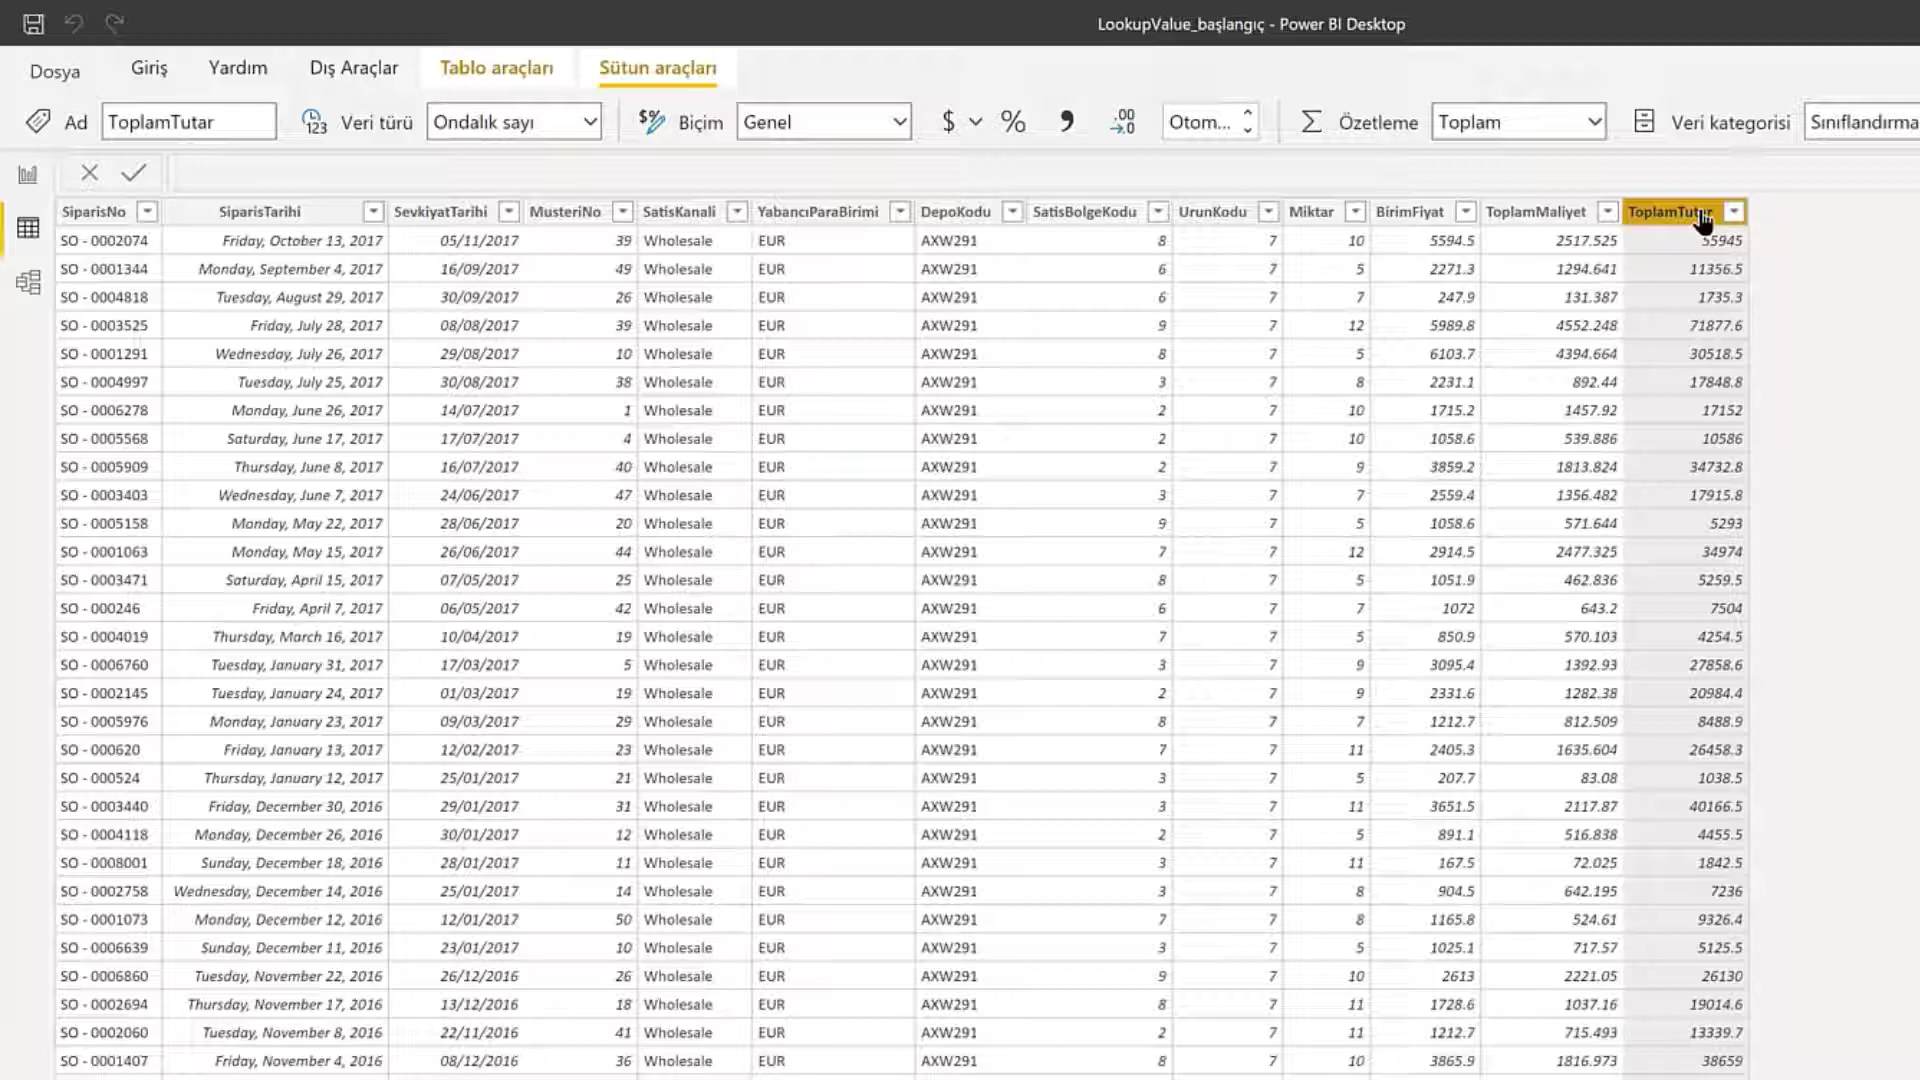 LookupValue_başlangıç - Power BI Desktop
Dosya Giriş Yardım Dış Araçlar Tablo araçları Sütun araçları
Ad ToplamTutar Veri türü Ondalık sayı Biçim Genel $ % Otom... Özetleme Toplam Veri kategorisi Sınıflandırma
SiparisNo SiparisTarihi SevkiyatTarihi MusteriNo SatisKanali YabancıParaBirimi DepoKodu SatisBolgeKodu UrunKodu Miktar BirimFiyat ToplamMaliyet ToplamTutar
SO - 0002074 Friday, October 13, 2017 05/11/2017 39 Wholesale EUR AXW291 8 7 10 5594.5 2517.525 55945
SO - 0001344 Monday, September 4, 2017 16/09/2017 49 Wholesale EUR AXW291 6 7 5 2271.3 1294.641 11356.5
SO - 0004818 Tuesday, August 29, 2017 30/09/2017 26 Wholesale EUR AXW291 6 7 7 247.9 131.387 1735.3
SO - 0003525 Friday, July 28, 2017 08/08/2017 39 Wholesale EUR AXW291 9 7 12 5989.8 4552.248 71877.6
SO - 0001291 Wednesday, July 26, 2017 29/08/2017 10 Wholesale EUR AXW291 8 7 5 6103.7 4394.664 30518.5
SO - 0004997 Tuesday, July 25, 2017 30/08/2017 38 Wholesale EUR AXW291 3 7 8 2231.1 892.44 17848.8
SO - 0006278 Monday, June 26, 2017 14/07/2017 1 Wholesale EUR AXW291 2 7 10 1715.2 1457.92 17152
SO - 0005568 Saturday, June 17, 2017 17/07/2017 4 Wholesale EUR AXW291 2 7 10 1058.6 539.886 10586
SO - 0005909 Thursday, June 8, 2017 16/07/2017 40 Wholesale EUR AXW291 2 7 9 3859.2 1813.824 34732.8
SO - 0003403 Wednesday, June 7, 2017 24/06/2017 47 Wholesale EUR AXW291 3 7 7 2559.4 1356.482 17915.8
SO - 0005158 Monday, May 22, 2017 28/06/2017 20 Wholesale EUR AXW291 9 7 5 1058.6 571.644 5293
SO - 0001063 Monday, May 15, 2017 26/06/2017 44 Wholesale EUR AXW291 7 7 12 2914.5 2477.325 34974
SO - 0003471 Saturday, April 15, 2017 07/05/2017 25 Wholesale EUR AXW291 8 7 5 1051.9 462.836 5259.5
SO - 000246 Friday, April 7, 2017 06/05/2017 42 Wholesale EUR AXW291 6 7 7 1072 643.2 7504
SO - 0004019 Thursday, March 16, 2017 10/04/2017 19 Wholesale EUR AXW291 7 7 5 850.9 570.103 4254.5
SO - 0006760 Tuesday, January 31, 2017 17/03/2017 5 Wholesale EUR AXW291 3 7 9 3095.4 1392.93 27858.6
SO - 0002145 Tuesday, January 24, 2017 01/03/2017 19 Wholesale EUR AXW291 2 7 9 2331.6 1282.38 20984.4
SO - 0005976 Monday, January 23, 2017 09/03/2017 29 Wholesale EUR AXW291 8 7 7 1212.7 812.509 8488.9
SO - 000620 Friday, January 13, 2017 12/02/2017 23 Wholesale EUR AXW291 7 7 11 2405.3 1635.604 26458.3
SO - 000524 Thursday, January 12, 2017 25/01/2017 21 Wholesale EUR AXW291 3 7 5 207.7 83.08 1038.5
SO - 0003440 Friday, December 30, 2016 29/01/2017 31 Wholesale EUR AXW291 3 7 11 3651.5 2117.87 40166.5
SO - 0004118 Monday, December 26, 2016 30/01/2017 12 Wholesale EUR AXW291 2 7 5 891.1 516.838 4455.5
SO - 0008001 Sunday, December 18, 2016 28/01/2017 11 Wholesale EUR AXW291 3 7 11 167.5 72.025 1842.5
SO - 0002758 Wednesday, December 14, 2016 25/01/2017 14 Wholesale EUR AXW291 3 7 8 904.5 642.195 7236
SO - 0001073 Monday, December 12, 2016 12/01/2017 50 Wholesale EUR AXW291 7 7 8 1165.8 524.61 9326.4
SO - 0006639 Sunday, December 11, 2016 23/01/2017 10 Wholesale EUR AXW291 3 7 5 1025.1 717.57 5125.5
SO - 0006860 Tuesday, November 22, 2016 26/12/2016 26 Wholesale EUR AXW291 9 7 10 2613 2221.05 26130
SO - 0002694 Thursday, November 17, 2016 13/12/2016 18 Wholesale EUR AXW291 8 7 11 1728.6 1037.16 19014.6
SO - 0002060 Tuesday, November 8, 2016 22/11/2016 41 Wholesale EUR AXW291 2 7 11 1212.7 715.493 13339.7
SO - 0001407 Friday, November 4, 2016 08/12/2016 36 Wholesale EUR AXW291 8 7 10 3865.9 1816.973 38659